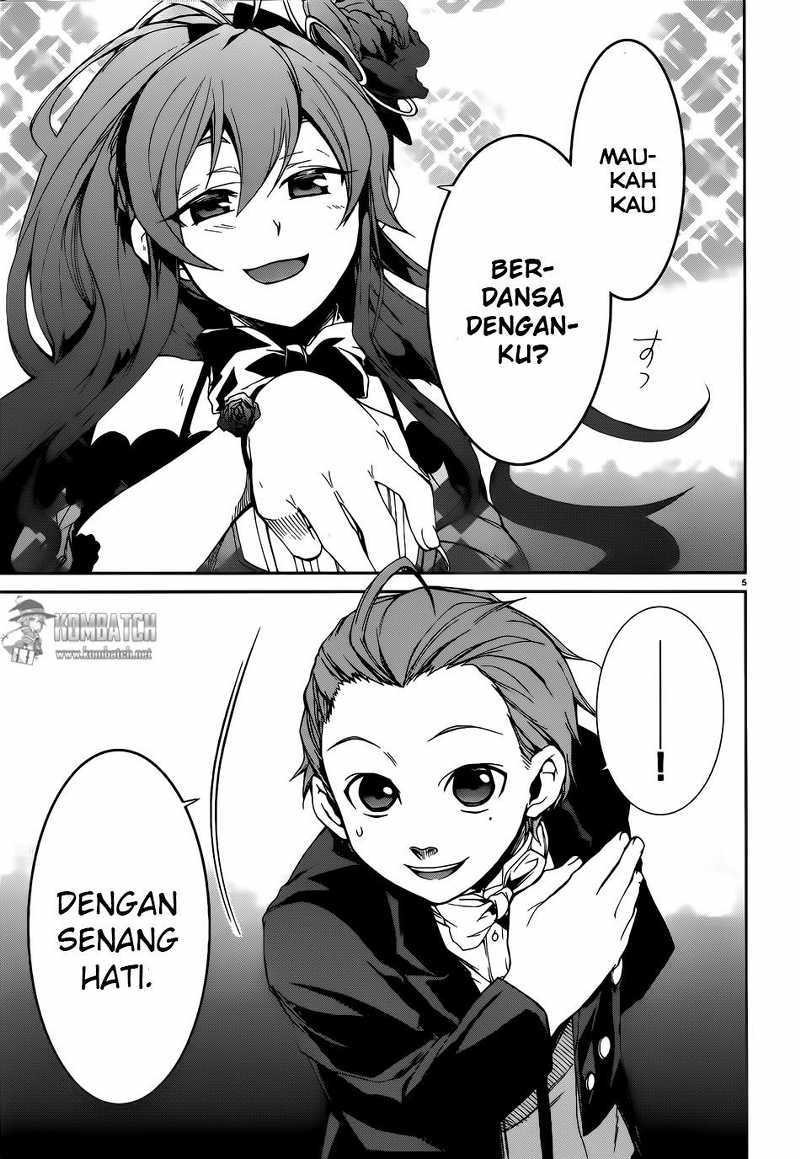 MAU-
KAH
KAU
BER-
DANSA
DENGAN-
KU?
すっ
5
KOMBATCH
www.kombatch.net
!
DENGAN
SENANG
HATI.